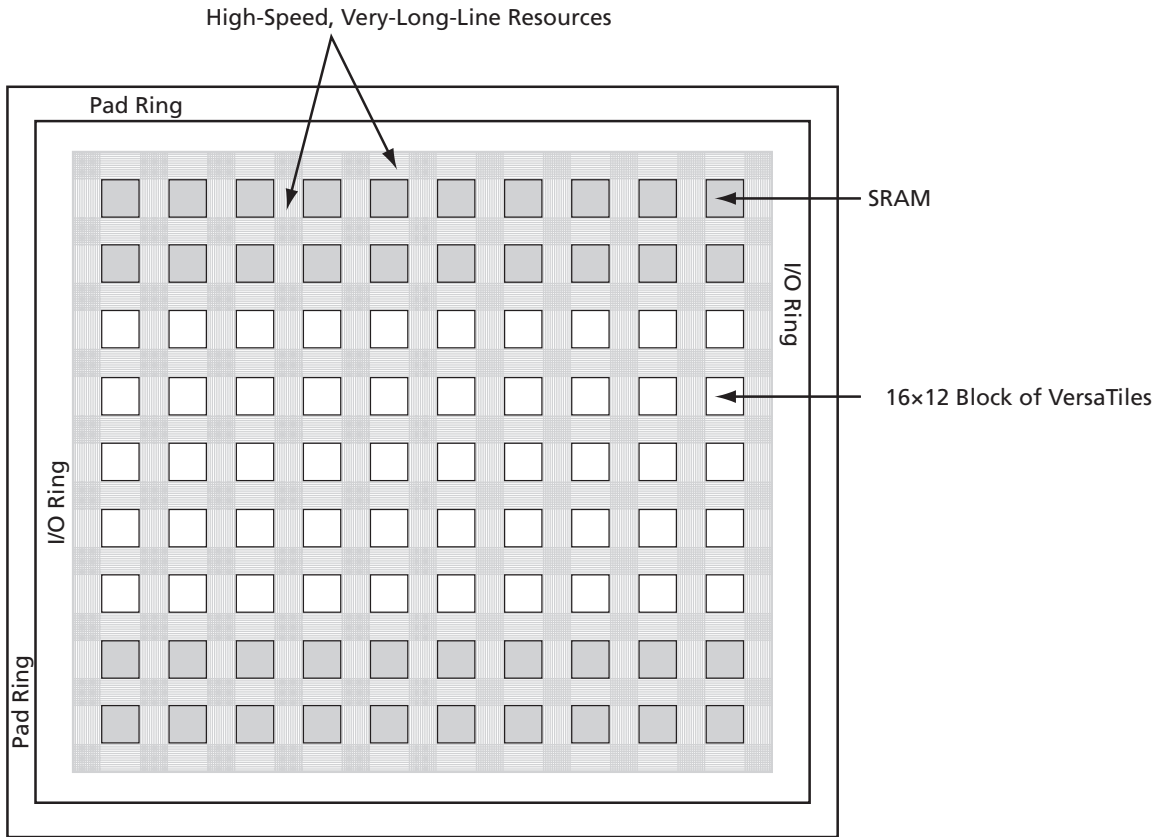 High-Speed, Very-Long-Line Resources
Pad Ring
SRAM
I/O Ring
16×12 Block of VersaTiles
I/O Ring
Pad Ring